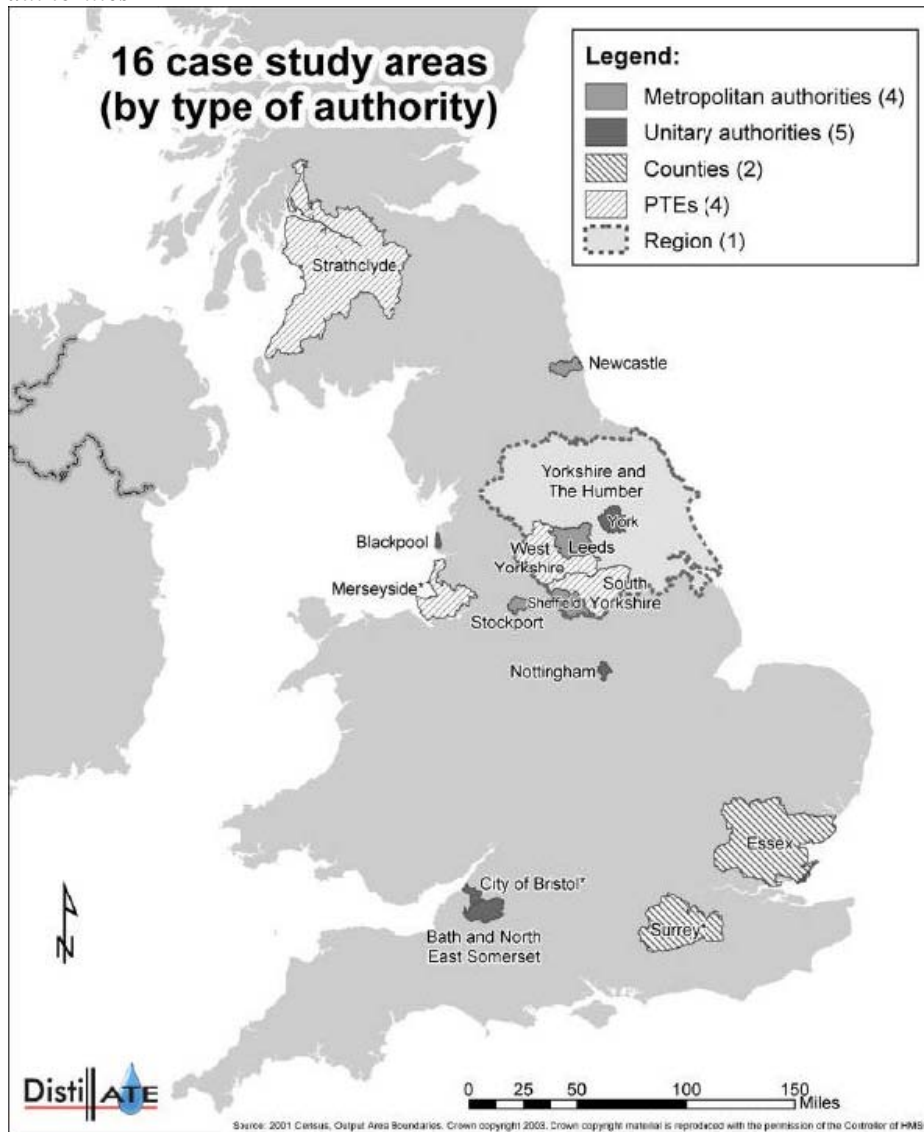 16 case study areas
(by type of authority)
Legend:
Metropolitan authorities (4)
Unitary authorities (5)
Counties (2)
PTEs (4)
Region (1)
Strathclyde
Newcastle
Yorkshire and
The Humber
York
Blackpool
Leeds
West
Yorkshire
Merseyside*
South
Yorkshire
Sheffield
Stockport
Nottingham
Essex
City of Bristol*
Surrey*
Bath and North
East Somerset
N
DistillATE
0 25 50 100 150
Miles
Source: 2001 Census, Output Area Boundaries. Crown copyright 2003. Crown copyright material is reproduced with the permission of the Controller of HMS